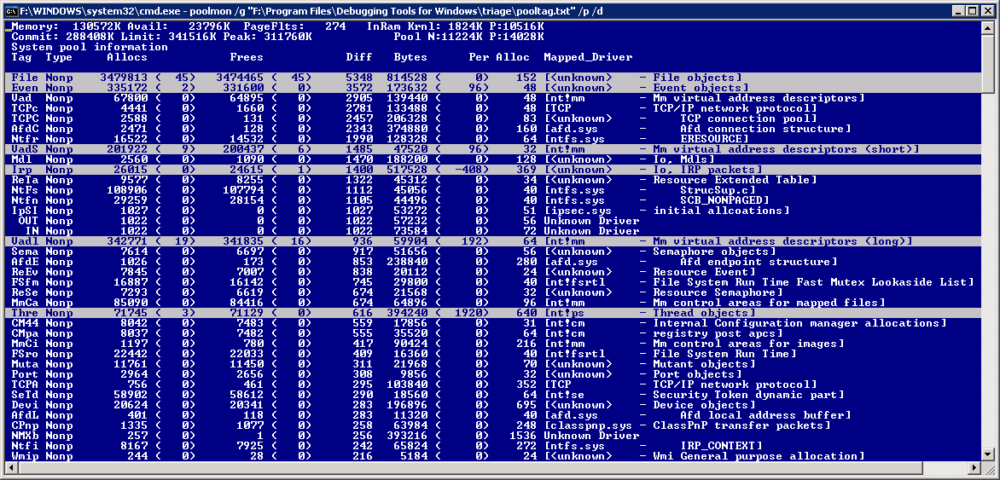 F:\WINDOWS\system32\cmd.exe - poolmon /g "F:\Program Files\Debugging Tools for Windows\triage\pooltag.txt" /p /d
Memory: 130572K Avail: 23796K PageFlts: 274 InRam Krnl: 1824K P:10516K
Commit: 288408K Limit: 341516K Peak: 311760K Pool N:11224K P:14028K
System pool information
Tag Type Allocs Frees Diff Bytes Per Alloc Mapped_Driver
File Nonp 3479813 ( 45) 3474465 ( 45) 5348 814528 ( 0) 152 [<unknown> - File objects]
Even Nonp 335172 ( 2) 331600 ( 0) 3572 173632 ( 96) 48 [<unknown> - Event objects]
Vad Nonp 67800 ( 0) 64895 ( 0) 2905 139440 ( 0) 48 [nt!mm - Mm virtual address descriptors]
TCPc Nonp 4441 ( 0) 1660 ( 0) 2781 133488 ( 0) 48 [TCP - TCP/IP network protocol]
TCPC Nonp 2588 ( 0) 131 ( 0) 2457 206328 ( 0) 83 [<unknown> - TCP connection pool]
AfdC Nonp 2471 ( 0) 128 ( 0) 2343 374880 ( 0) 160 [afd.sys - Afd connection structure]
Ntfr Nonp 16522 ( 0) 14532 ( 0) 1990 128328 ( 0) 64 [ntfs.sys - ERESOURCE]
VadS Nonp 201922 ( 9) 200437 ( 6) 1485 47520 ( 96) 32 [nt!mm - Mm virtual address descriptors (short)]
Mdl Nonp 2560 ( 0) 1090 ( 0) 1470 188200 ( 0) 128 [<unknown> - Io, Mdls]
Irp Nonp 26015 ( 0) 24615 ( 1) 1400 517528 ( -408) 369 [<unknown> - Io, IRP packets]
ReTa Nonp 9577 ( 0) 8255 ( 0) 1322 45312 ( 0) 34 [<unknown> - Resource Extended Table]
NtFs Nonp 108906 ( 0) 107794 ( 0) 1112 45056 ( 0) 40 [ntfs.sys - StrucSup.c]
Ntfn Nonp 29259 ( 0) 28154 ( 0) 1105 44496 ( 0) 40 [ntfs.sys - SCB_NONPAGED]
IpSI Nonp 1027 ( 0) 0 ( 0) 1027 53272 ( 0) 51 [ipsec.sys - initial allcoations]
OUT Nonp 1022 ( 0) 0 ( 0) 1022 57232 ( 0) 56 Unknown Driver
IN Nonp 1022 ( 0) 0 ( 0) 1022 73584 ( 0) 72 Unknown Driver
Vadl Nonp 342771 ( 19) 341835 ( 16) 936 59904 ( 192) 64 [nt!mm - Mm virtual address descriptors (long)]
Sema Nonp 7614 ( 0) 6697 ( 0) 917 51656 ( 0) 56 [<unknown> - Semaphore objects]
AfdE Nonp 1026 ( 0) 173 ( 0) 853 238840 ( 0) 280 [afd.sys - Afd endpoint structure]
ReEv Nonp 7845 ( 0) 7007 ( 0) 838 20112 ( 0) 24 [<unknown> - Resource Event]
FSfm Nonp 16887 ( 0) 16142 ( 0) 745 29800 ( 0) 40 [nt!fsrtl - File System Run Time Fast Mutex Lookaside List]
ReSe Nonp 7293 ( 0) 6619 ( 0) 674 21568 ( 0) 32 [<unknown> - Resource Semaphore]
MmCa Nonp 85090 ( 0) 84416 ( 0) 674 64896 ( 0) 96 [nt!mm - Mm control areas for mapped files]
Thre Nonp 71745 ( 3) 71129 ( 0) 616 394240 ( 1920) 640 [nt!ps - Thread objects]
CM44 Nonp 8042 ( 0) 7483 ( 0) 559 17856 ( 0) 31 [nt!cm - Internal Configuration manager allocations]
CMpa Nonp 8037 ( 0) 7482 ( 0) 555 35520 ( 0) 64 [nt!cm - registry post apcs]
MmCi Nonp 1197 ( 0) 780 ( 0) 417 90424 ( 0) 216 [nt!mm - Mm control areas for images]
FSro Nonp 22442 ( 0) 22033 ( 0) 409 16360 ( 0) 40 [nt!fsrtl - File System Run Time]
Muta Nonp 11761 ( 0) 11450 ( 0) 311 21968 ( 0) 70 [<unknown> - Mutant objects]
Port Nonp 2964 ( 0) 2656 ( 0) 308 9856 ( 0) 32 [<unknown> - Port objects]
TCPA Nonp 756 ( 0) 461 ( 0) 295 103840 ( 0) 352 [TCP - TCP/IP network protocol]
SeTd Nonp 58902 ( 0) 58612 ( 0) 290 18560 ( 0) 64 [nt!se - Security Token dynamic part]
Devi Nonp 20624 ( 0) 20341 ( 0) 283 196896 ( 0) 695 [<unknown> - Device objects]
AfdL Nonp 401 ( 0) 118 ( 0) 283 11320 ( 0) 40 [afd.sys - Afd local address buffer]
CPnp Nonp 1335 ( 0) 1077 ( 0) 258 63984 ( 0) 248 [classpnp.sys - ClassPnP transfer packets]
NMXb Nonp 257 ( 0) 1 ( 0) 256 393216 ( 0) 1536 Unknown Driver
Ntfi Nonp 8167 ( 0) 7925 ( 0) 242 65824 ( 0) 272 [ntfs.sys - IRP_CONTEXT]
Wmip Nonp 244 ( 0) 28 ( 0) 216 5184 ( 0) 24 [<unknown> - Wmi General purpose allocation]